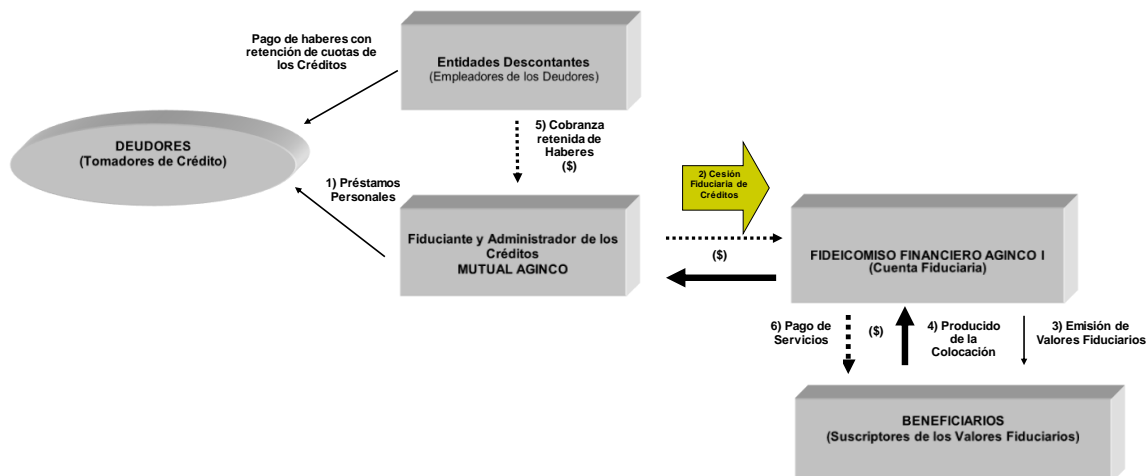 Pago de haberes con
retención de cuotas de
los Créditos
Entidades Descontantes
(Empleadores de los Deudores)
DEUDORES
(Tomadores de Crédito)
5) Cobranza
retenida de
Haberes
($)
1) Préstamos
Personales
2) Cesión
Fiduciaria de
Créditos
Fiduciante y Administrador de los
Créditos
MUTUAL AGINCO
($)
FIDEICOMISO FINANCIERO AGINCO I
(Cuenta Fiduciaria)
6) Pago de
Servicios
($)
4) Producido
de la
Colocación
3) Emisión de
Valores Fiduciarios
BENEFICIARIOS
(Suscriptores de los Valores Fiduciarios)